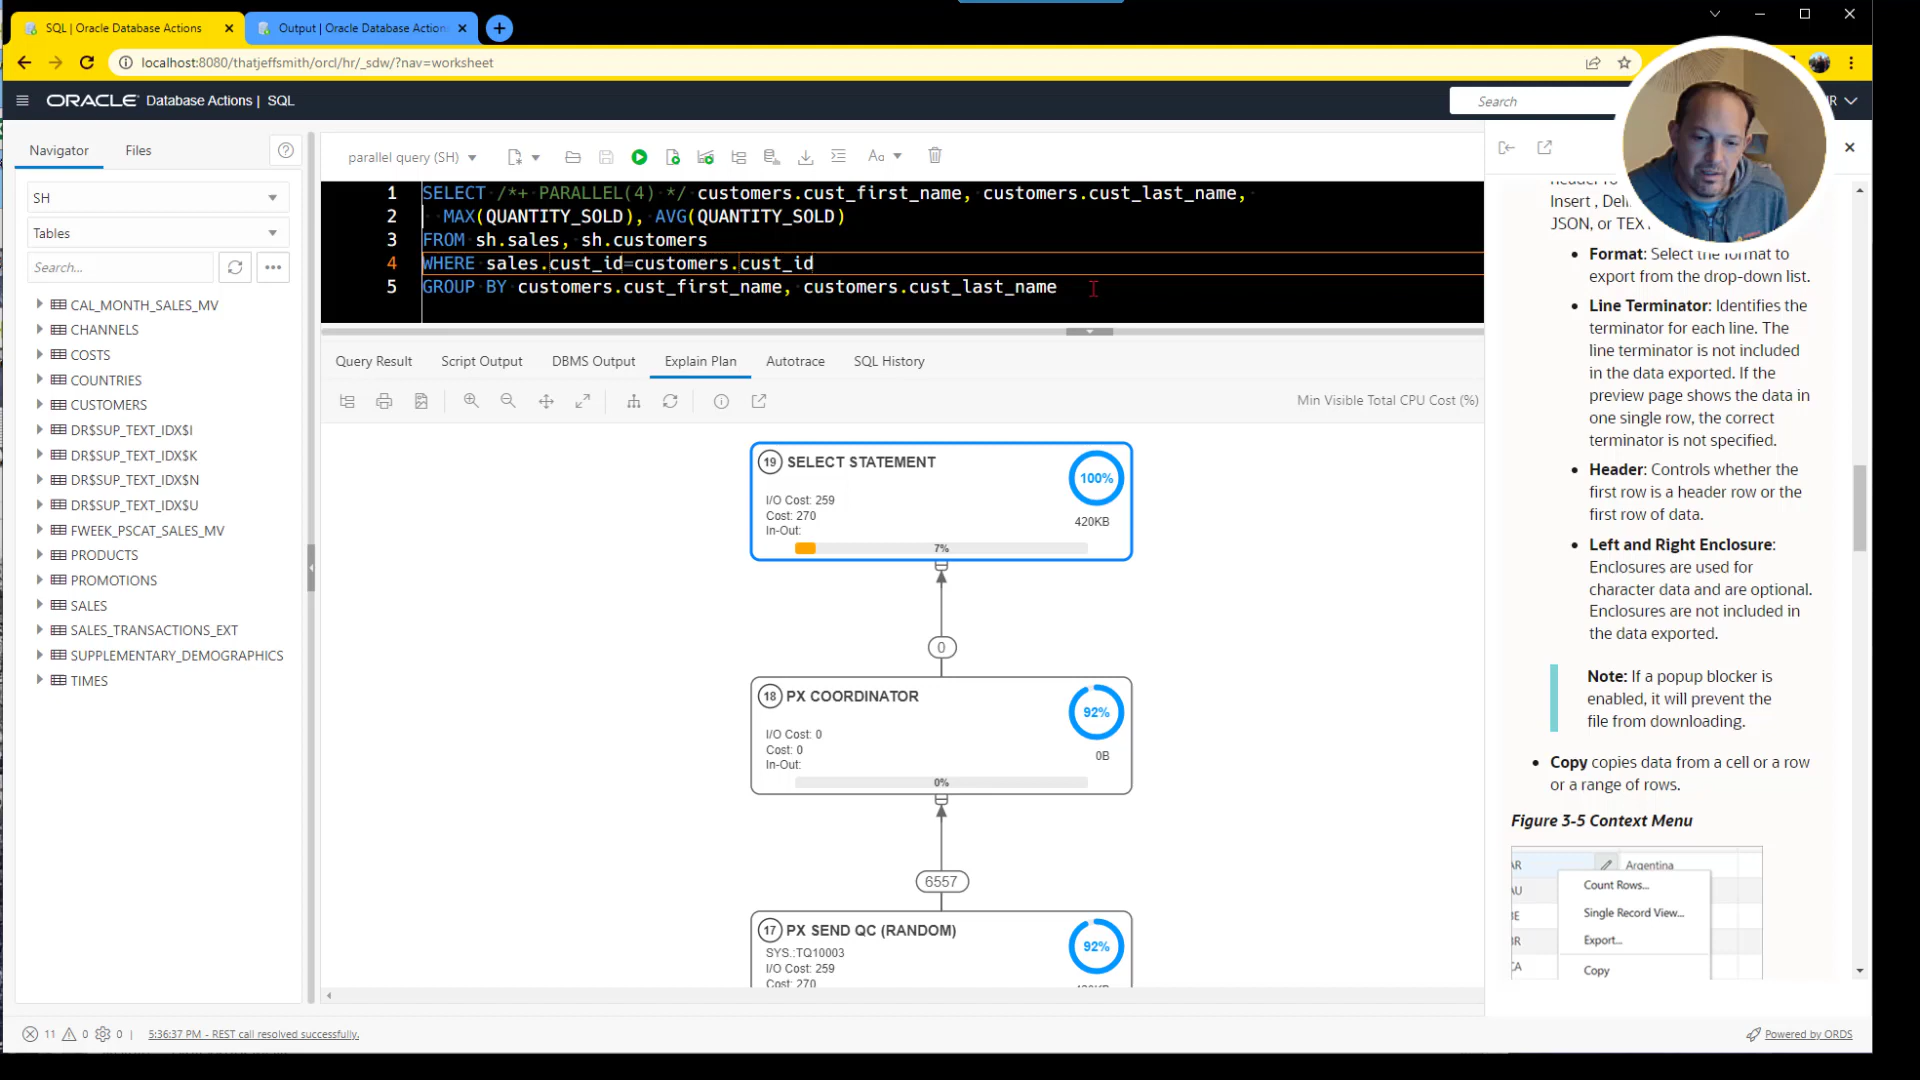 SQL | Oracle Database Actions
Output | Oracle Database Action
localhost:8080/thatjeffsmith/orcl/hr/_sdw/?nav=worksheet
ORACLE Database Actions | SQL
Search
Navigator
Files
SH
Tables
Search...
CAL_MONTH_SALES_MV
CHANNELS
COSTS
COUNTRIES
CUSTOMERS
DR$SUP_TEXT_IDX$I
DR$SUP_TEXT_IDX$K
DR$SUP_TEXT_IDX$N
DR$SUP_TEXT_IDX$U
FWEEK_PSCAT_SALES_MV
PRODUCTS
PROMOTIONS
SALES
SALES_TRANSACTIONS_EXT
SUPPLEMENTARY_DEMOGRAPHICS
TIMES
parallel query (SH)
Aa
1 SELECT /*+ PARALLEL(4) */ customers.cust_first_name, customers.cust_last_name,
2 MAX(QUANTITY_SOLD), AVG(QUANTITY_SOLD)
3 FROM sh.sales, sh.customers
4 WHERE sales.cust_id=customers.cust_id
5 GROUP BY customers.cust_first_name, customers.cust_last_name
Query Result
Script Output
DBMS Output
Explain Plan
Autotrace
SQL History
Min Visible Total CPU Cost (%)
19 SELECT STATEMENT
100%
I/O Cost: 259
Cost: 270
420KB
In-Out:
7%
0
18 PX COORDINATOR
92%
I/O Cost: 0
Cost: 0
0B
In-Out:
0%
6557
17 PX SEND QC (RANDOM)
92%
SYS.:TQ10003
I/O Cost: 259
Cost: 270
JSON, or TEX
• Format: Select the format to
export from the drop-down list.
• Line Terminator: Identifies the
terminator for each line. The
line terminator is not included
in the data exported. If the
preview page shows the data in
one single row, the correct
terminator is not specified.
• Header: Controls whether the
first row is a header row or the
first row of data.
• Left and Right Enclosure:
Enclosures are used for
character data and are optional.
Enclosures are not included in
the data exported.
Note: If a popup blocker is
enabled, it will prevent the
file from downloading.
• Copy copies data from a cell or a row
or a range of rows.
Figure 3-5 Context Menu
AR
Argentina
AU
BE
BR
CA
Count Rows...
Single Record View...
Export...
Copy
11 0 0 | 5:36:37 PM - REST call resolved successfully.
Powered by ORDS